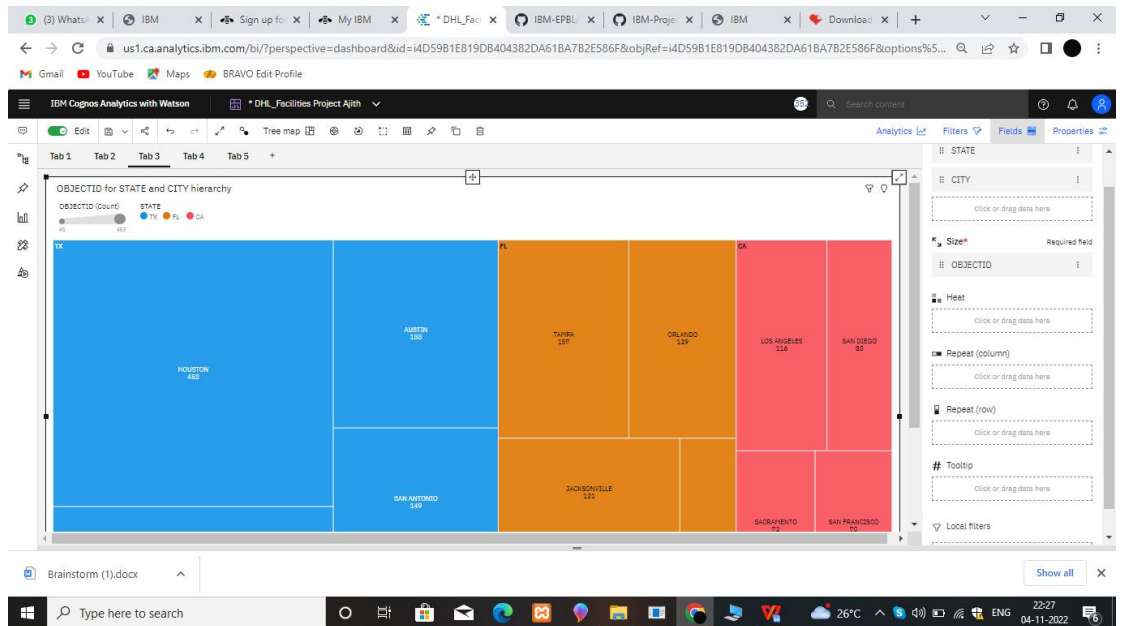 (3) WhatsA
IBM
Sign up fo
My IBM
* DHL_Faci
IBM-EPBL/
IBM-Projec
IBM
Download
us1.ca.analytics.ibm.com/bi/?perspective=dashboard&id=i4D59B1E819DB404382DA61BA7B2E586F&objRef=i4D59B1E819DB404382DA61BA7B2E586F&options%5...
Gmail
YouTube
Maps
BRAVO Edit Profile
IBM Cognos Analytics with Watson
* DHL_Facilities Project Ajith
Search content
Edit
Tree map
Analytics
Filters
Fields
Properties
Tab 1
Tab 2
Tab 3
Tab 4
Tab 5
OBJECTID for STATE and CITY hierarchy
OBJECTID (Count)
STATE
TX
FL
CA
TX
HOUSTON
AUSTIN
SAN ANTONIO
149
FL
TAMPA
157
ORLANDO
129
JACKSONVILLE
121
CA
LOS ANGELES
116
SAN DIEGO
SACRAMENTO
SAN FRANCISCO
STATE
CITY
Click or drag data here
Size*
Required field
OBJECTID
Heat
Click or drag data here
Repeat (column)
Click or drag data here
Repeat (row)
Click or drag data here
Tooltip
Click or drag data here
Local filters
Brainstorm (1).docx
Show all
Type here to search
26°C
ENG
22:27
04-11-2022